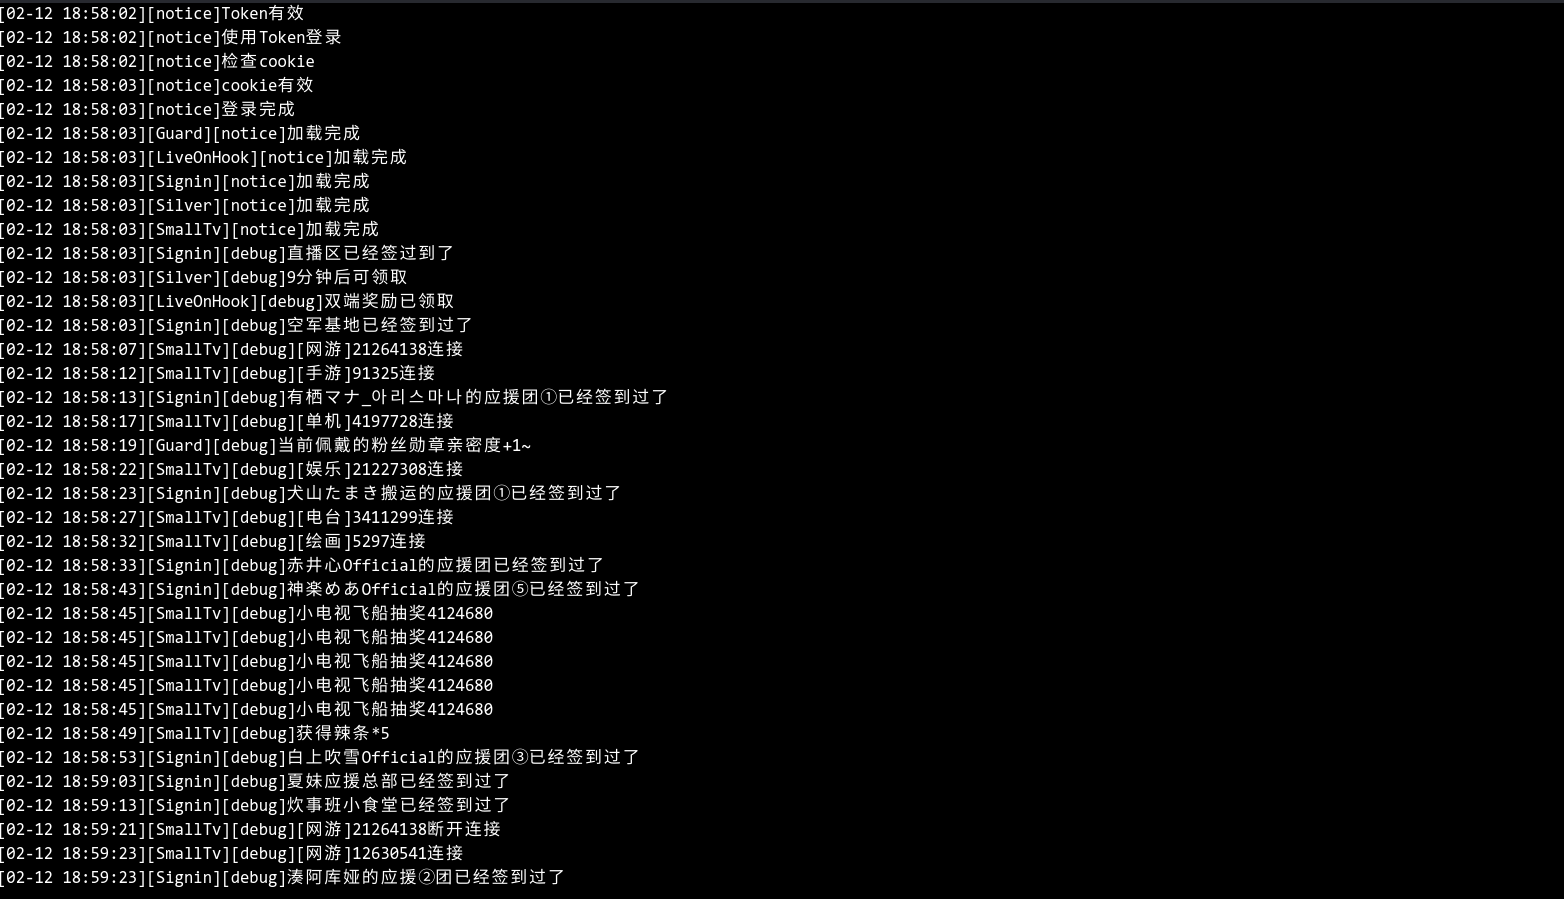 [02-12 18:58:02][notice]Token有效
[02-12 18:58:02][notice]使用Token登录
[02-12 18:58:02][notice]检查cookie
[02-12 18:58:03][notice]cookie有效
[02-12 18:58:03][notice]登录完成
[02-12 18:58:03][Guard][notice]加载完成
[02-12 18:58:03][LiveOnHook][notice]加载完成
[02-12 18:58:03][Signin][notice]加载完成
[02-12 18:58:03][Silver][notice]加载完成
[02-12 18:58:03][SmallTv][notice]加载完成
[02-12 18:58:03][Signin][debug]直播区已经签过到了
[02-12 18:58:03][Silver][debug]9分钟后可领取
[02-12 18:58:03][LiveOnHook][debug]双端奖励已领取
[02-12 18:58:03][Signin][debug]空军基地已经签到过了
[02-12 18:58:07][SmallTv][debug][网游]21264138连接
[02-12 18:58:12][SmallTv][debug][手游]91325连接
[02-12 18:58:13][Signin][debug]有栖マナ_아리스마나的应援团①已经签到过了
[02-12 18:58:17][SmallTv][debug][单机]4197728连接
[02-12 18:58:19][Guard][debug]当前佩戴的粉丝勋章亲密度+1~
[02-12 18:58:22][SmallTv][debug][娱乐]21227308连接
[02-12 18:58:23][Signin][debug]犬山たまき搬运的应援团①已经签到过了
[02-12 18:58:27][SmallTv][debug][电台]3411299连接
[02-12 18:58:32][SmallTv][debug][绘画]5297连接
[02-12 18:58:33][Signin][debug]赤井心Official的应援团已经签到过了
[02-12 18:58:43][Signin][debug]神楽めあOfficial的应援团⑤已经签到过了
[02-12 18:58:45][SmallTv][debug]小电视飞船抽奖4124680
[02-12 18:58:45][SmallTv][debug]小电视飞船抽奖4124680
[02-12 18:58:45][SmallTv][debug]小电视飞船抽奖4124680
[02-12 18:58:45][SmallTv][debug]小电视飞船抽奖4124680
[02-12 18:58:45][SmallTv][debug]小电视飞船抽奖4124680
[02-12 18:58:49][SmallTv][debug]获得辣条*5
[02-12 18:58:53][Signin][debug]白上吹雪Official的应援团③已经签到过了
[02-12 18:59:03][Signin][debug]夏妹应援总部已经签到过了
[02-12 18:59:13][Signin][debug]炊事班小食堂已经签到过了
[02-12 18:59:21][SmallTv][debug][网游]21264138断开连接
[02-12 18:59:23][SmallTv][debug][网游]12630541连接
[02-12 18:59:23][Signin][debug]湊阿库娅的应援②团已经签到过了